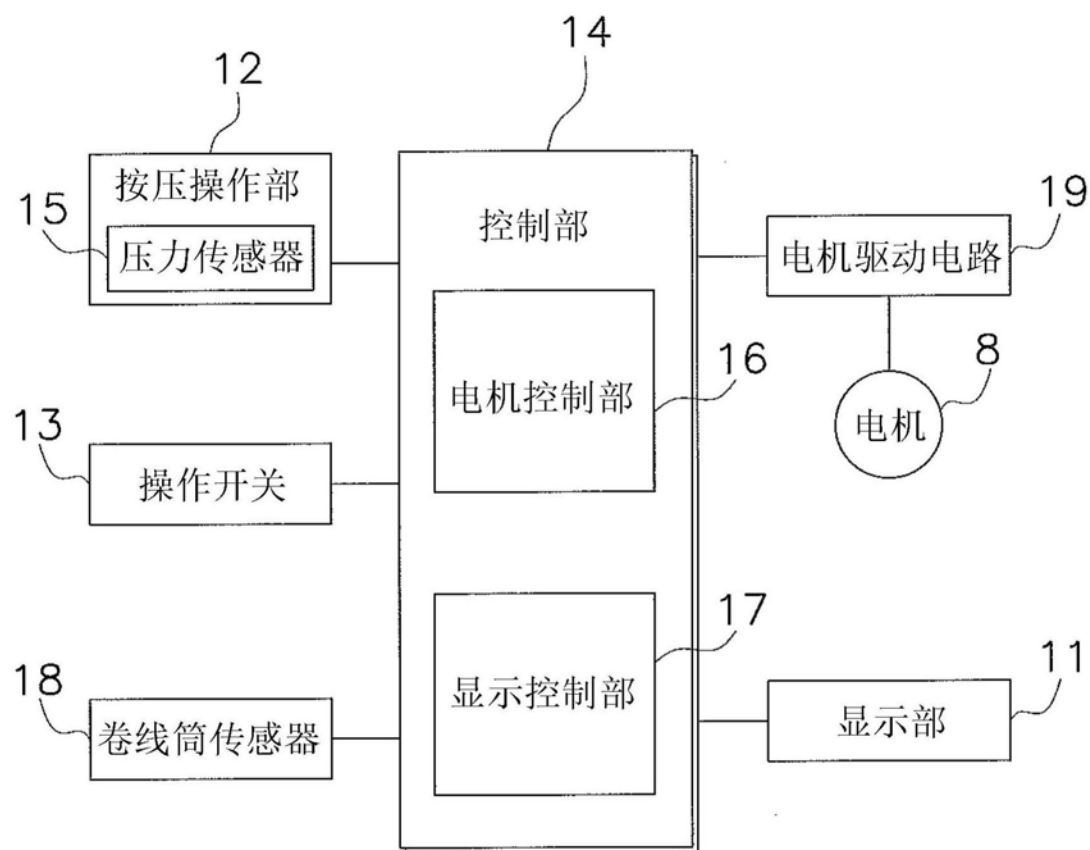 14
12
按压操作部
15
压力传感器
控制部
19
电机驱动电路
电机控制部
16
8
电机
13
操作开关
17
显示控制部
18
卷线筒传感器
11
显示部